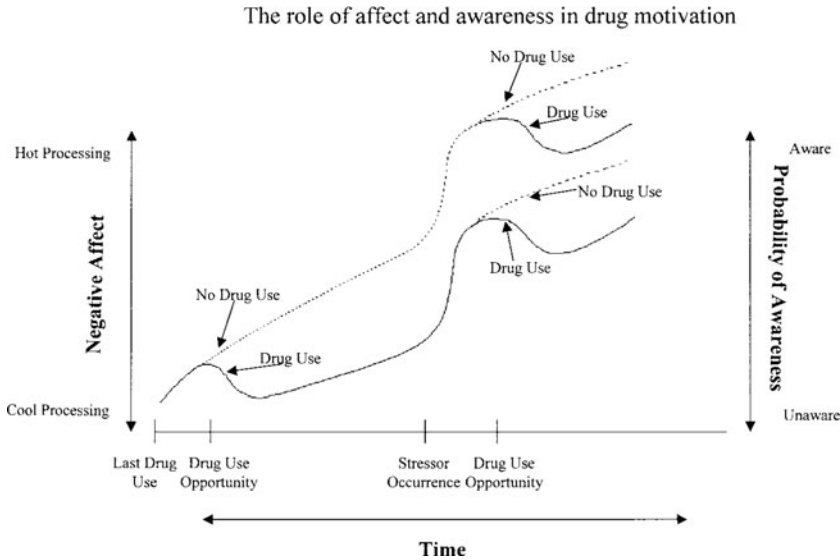 The role of affect and awareness in drug motivation
No Drug Use
Drug Use
Hot Processing
Aware
No Drug Use
Drug Use
Negative Affect
Probability of Awareness
No Drug Use
Drug Use
Cool Processing
Unaware
Last Drug
Use
Drug Use
Opportunity
Stressor
Occurrence
Drug Use
Opportunity
Time